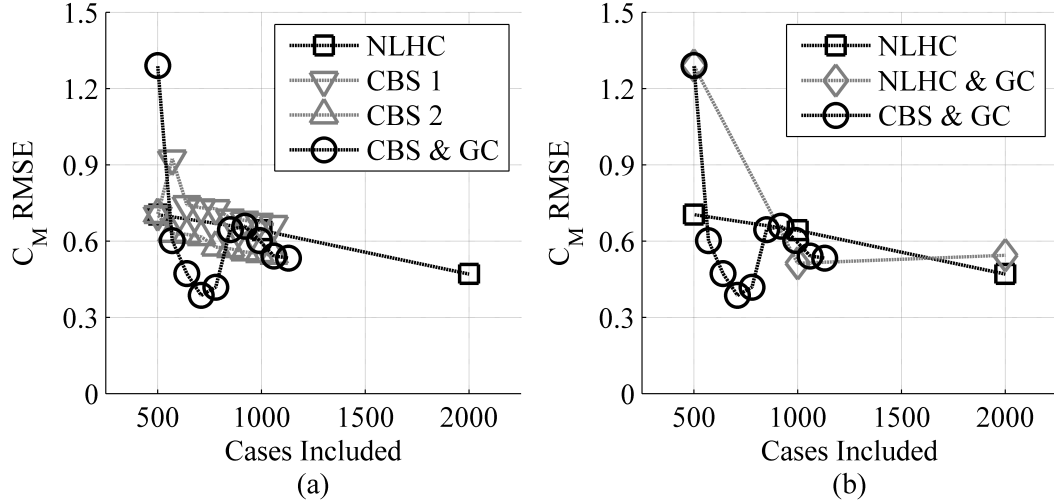 1.5
1.2
0.9
0.6
0.3
0
C_M RMSE
500
1000
1500
2000
Cases Included
(a)
NLHC
CBS 1
CBS 2
CBS & GC
1.5
1.2
0.9
0.6
0.3
0
C_M RMSE
500
1000
1500
2000
Cases Included
(b)
NLHC
NLHC & GC
CBS & GC